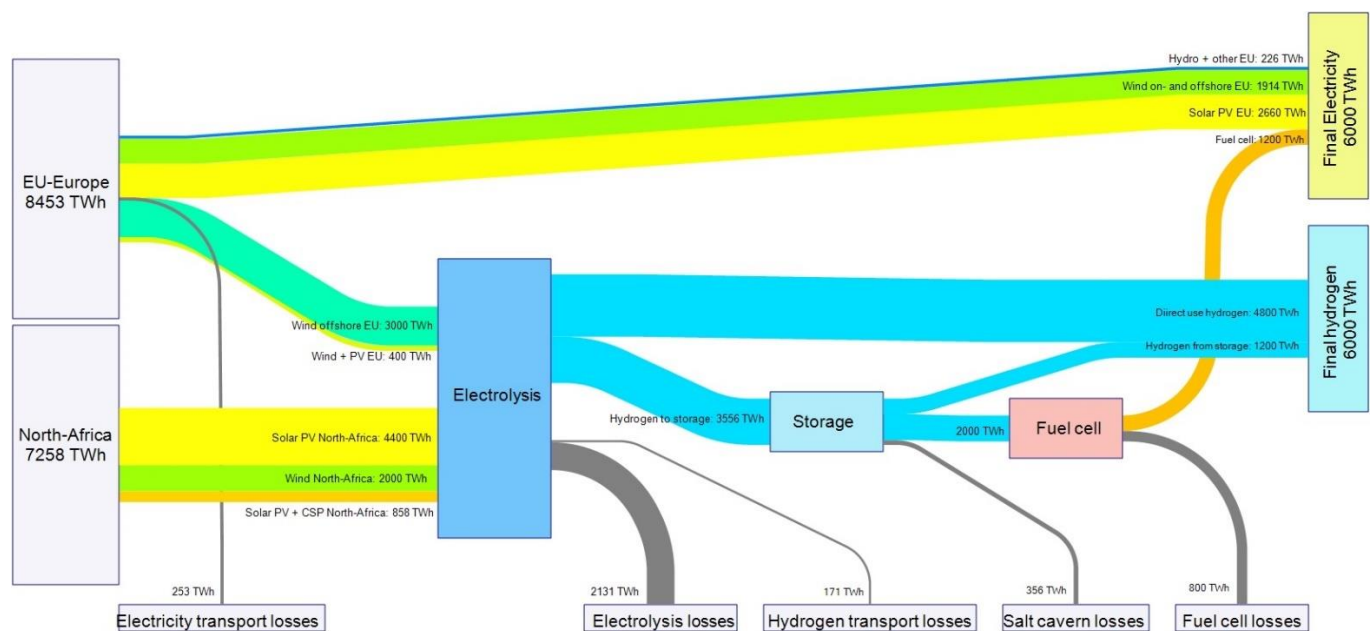 Hydro + other EU: 226 TWh
Wind on- and offshore EU: 1914 TWh
Solar PV EU: 2660 TWh
Fuel cell: 1200 TWh
Final Electricity
6000 TWh
EU-Europe
8453 TWh
Wind offshore EU: 3000 TWh
Wind + PV EU: 400 TWh
Electrolysis
Diirect use hydrogen: 4800 TWh
Hydrogen from storage: 1200 TWh
Final hydrogen
6000 TWh
Hydrogen to storage: 3556 TWh
Storage
2000 TWh
Fuel cell
North-Africa
7258 TWh
Solar PV North-Africa: 4400 TWh
Wind North-Africa: 2000 TWh
Solar PV + CSP North-Africa: 858 TWh
253 TWh
2131 TWh
171 TWh
356 TWh
800 TWh
Electricity transport losses
Electrolysis losses
Hydrogen transport losses
Salt cavern losses
Fuel cell losses